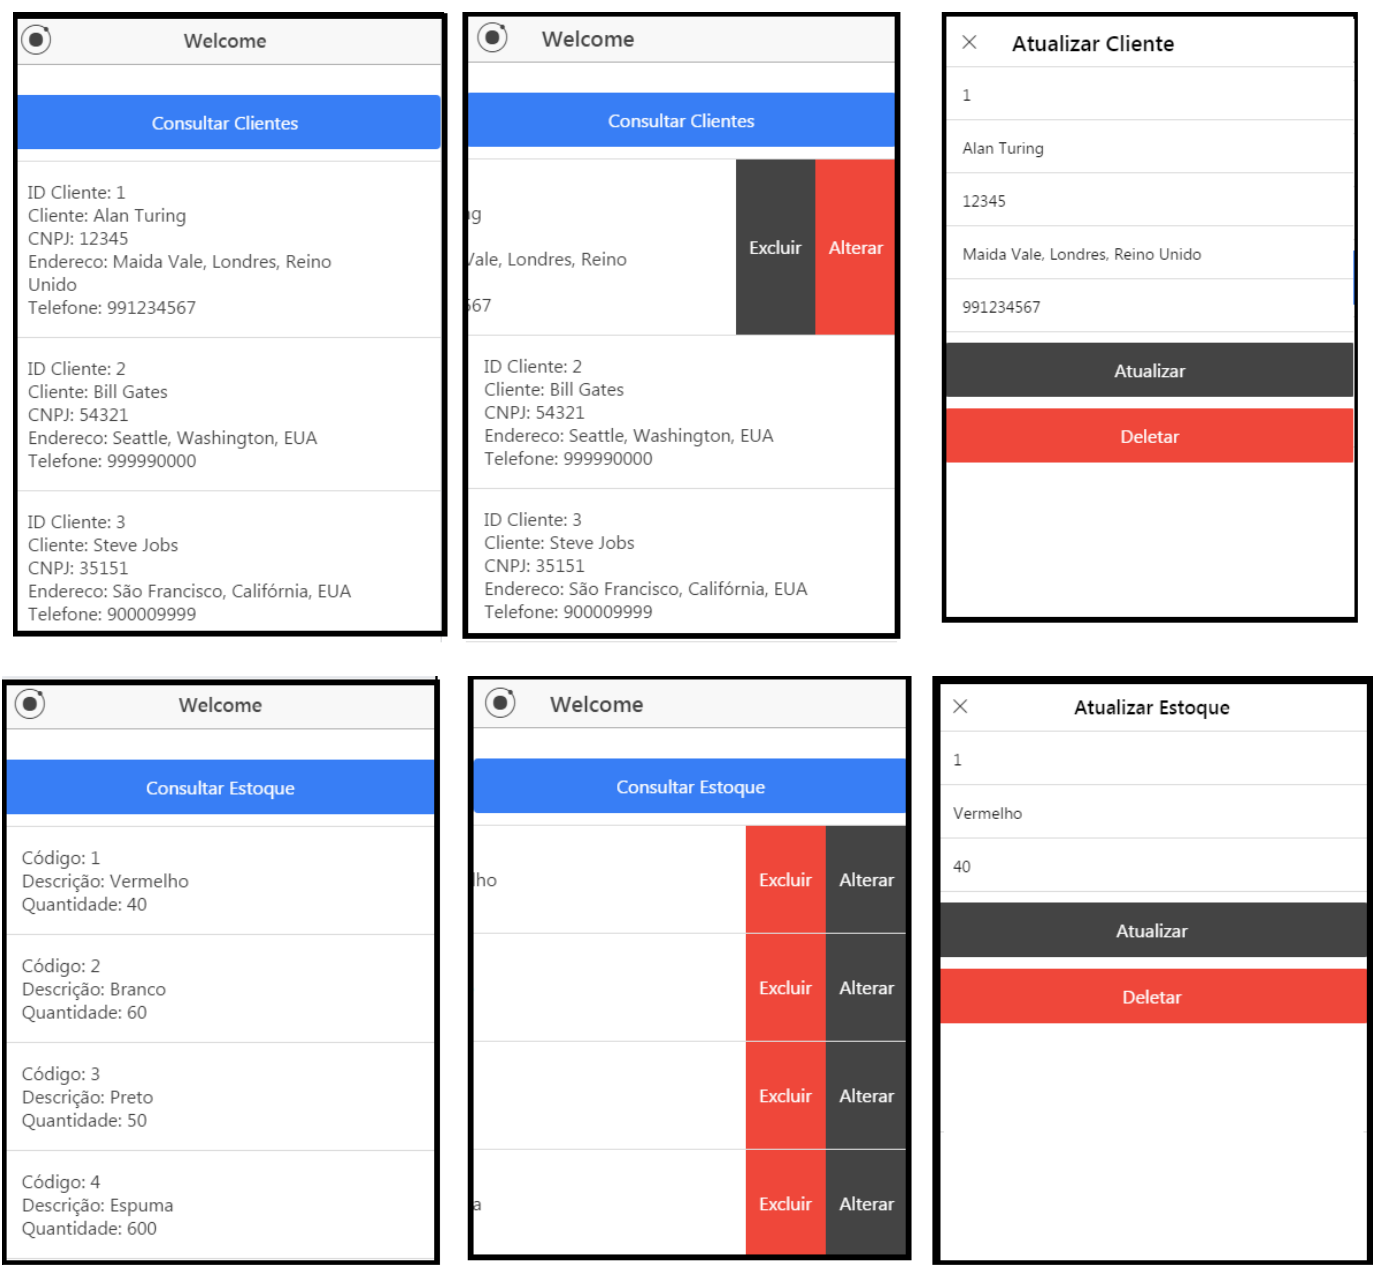 Welcome
Consultar Clientes
ID Cliente: 1
Cliente: Alan Turing
CNPJ: 12345
Endereco: Maida Vale, Londres, Reino
Unido
Telefone: 991234567
ID Cliente: 2
Cliente: Bill Gates
CNPJ: 54321
Endereco: Seattle, Washington, EUA
Telefone: 999990000
ID Cliente: 3
Cliente: Steve Jobs
CNPJ: 35151
Endereco: São Francisco, Califórnia, EUA
Telefone: 900009999
Welcome
Consultar Clientes
ng
Vale, Londres, Reino
567
Excluir
Alterar
ID Cliente: 2
Cliente: Bill Gates
CNPJ: 54321
Endereco: Seattle, Washington, EUA
Telefone: 999990000
ID Cliente: 3
Cliente: Steve Jobs
CNPJ: 35151
Endereco: São Francisco, Califórnia, EUA
Telefone: 900009999
Atualizar Cliente
1
Alan Turing
12345
Maida Vale, Londres, Reino Unido
991234567
Atualizar
Deletar
Welcome
Consultar Estoque
Código: 1
Descrição: Vermelho
Quantidade: 40
Código: 2
Descrição: Branco
Quantidade: 60
Código: 3
Descrição: Preto
Quantidade: 50
Código: 4
Descrição: Espuma
Quantidade: 600
Welcome
Consultar Estoque
lho
Excluir
Alterar
Excluir
Alterar
Excluir
Alterar
a
Excluir
Alterar
Atualizar Estoque
1
Vermelho
40
Atualizar
Deletar